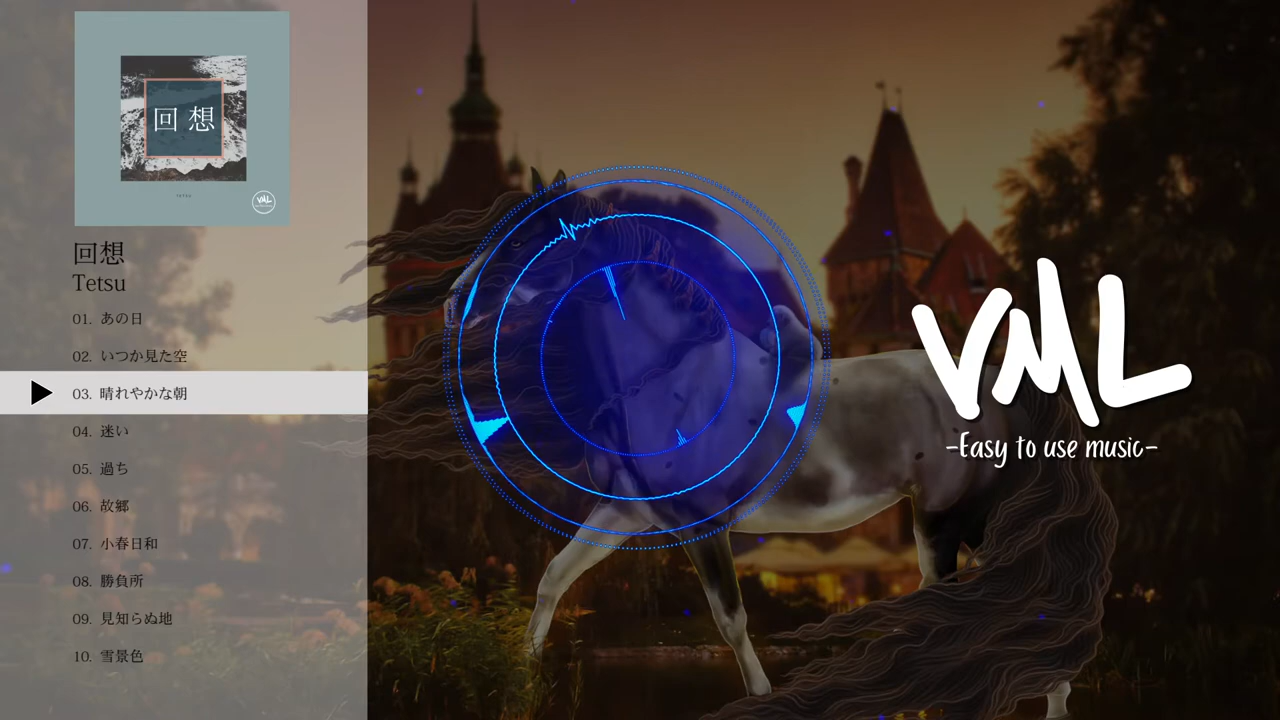 回想
TETSU
VML
回想
Tetsu
01. あの日
02. いつか見た空
03. 晴れやかな朝
04. 迷い
05. 過ち
06. 故郷
07. 小春日和
08. 勝負所
09. 見知らぬ地
10. 雪景色
VML
-Easy to use music-